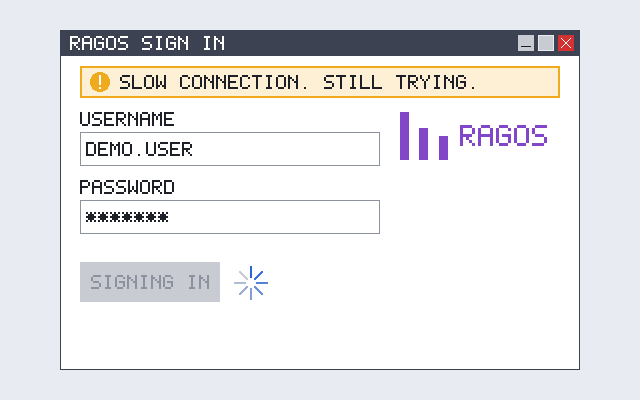 RAGOS SIGN IN
SLOW CONNECTION. STILL TRYING.
USERNAME
DEMO.USER
RAGOS
PASSWORD
*******
SIGNING IN